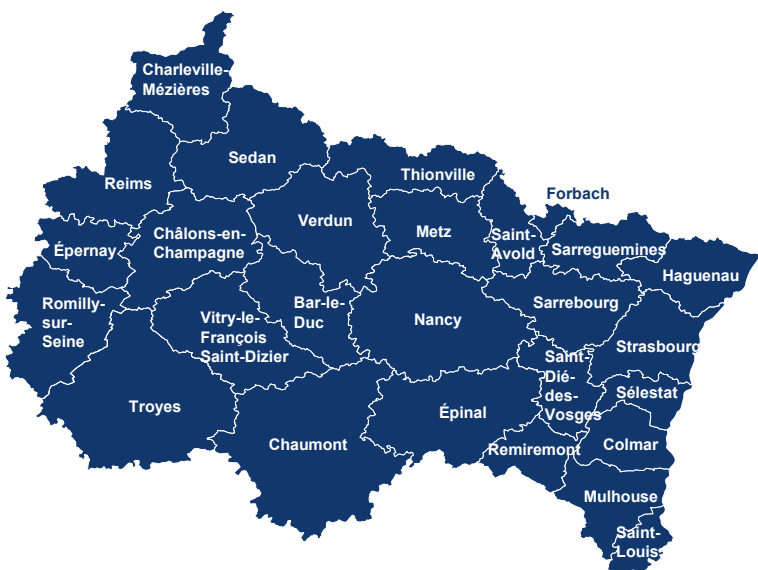 Charleville-
Mézières
Sedan
Reims
Thionville
Forbach
Verdun
Metz
Saint-
Avold
Sarreguemines
Châlons-en-
Champagne
Épernay
Haguenau
Romilly-
sur-
Seine
Vitry-le-
François
Saint-Dizier
Bar-le-
Duc
Nancy
Sarrebourg
Strasbourg
Saint-
Dié-
des-
Vosges
Sélestat
Troyes
Épinal
Chaumont
Remiremont
Colmar
Mulhouse
Saint-
Louis